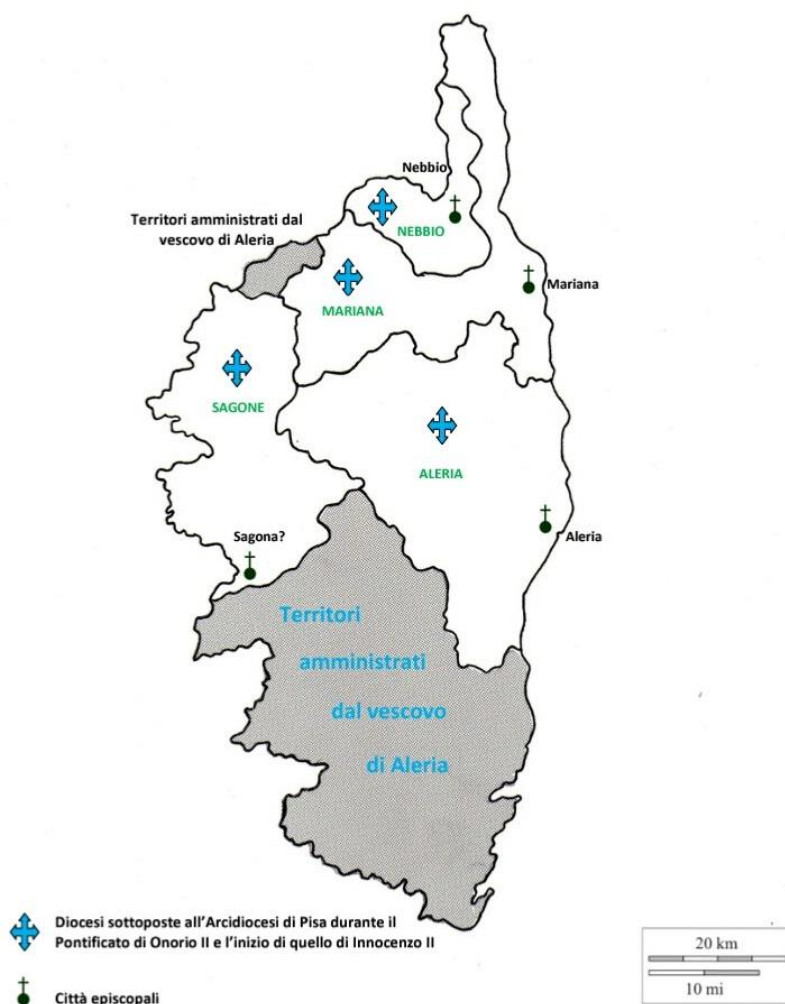 Nebbio
NEBBIO
Territori amministrati dal
vescovo di Aleria
Mariana
MARIANA
SAGONE
ALERIA
Sagona?
Aleria
Territori
amministrati
dal vescovo
di Aleria
Diocesi sottoposte all'Arcidiocesi di Pisa durante il
Pontificato di Onorio II e l'inizio di quello di Innocenzo II
Città episcopali
20 km
10 mi